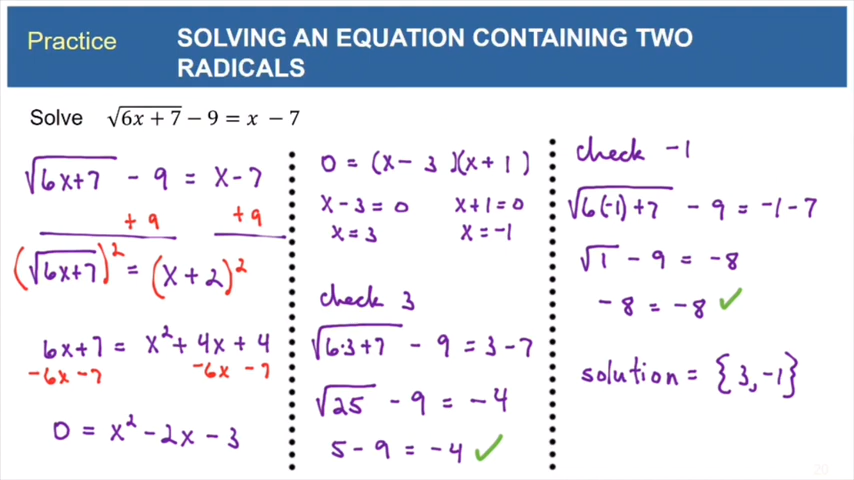 Practice
SOLVING AN EQUATION CONTAINING TWO
RADICALS
Solve √(6x + 7) − 9 = x − 7
√(6x+7) - 9 = x-7
+9 +9
(√(6x+7))² = (x+2)²
6x+7 = x²+4x+4
-6x -7 -6x -7
0 = x² -2x -3
0 = (x-3)(x+1)
x-3=0 x+1=0
x=3 x=-1
check 3
√(6·3+7) - 9 = 3-7
√25 - 9 = -4
5-9 = -4 ✓
check -1
√(6(-1)+7) - 9 = -1-7
√1 - 9 = -8
-8 = -8 ✓
solution = {3,-1}
20